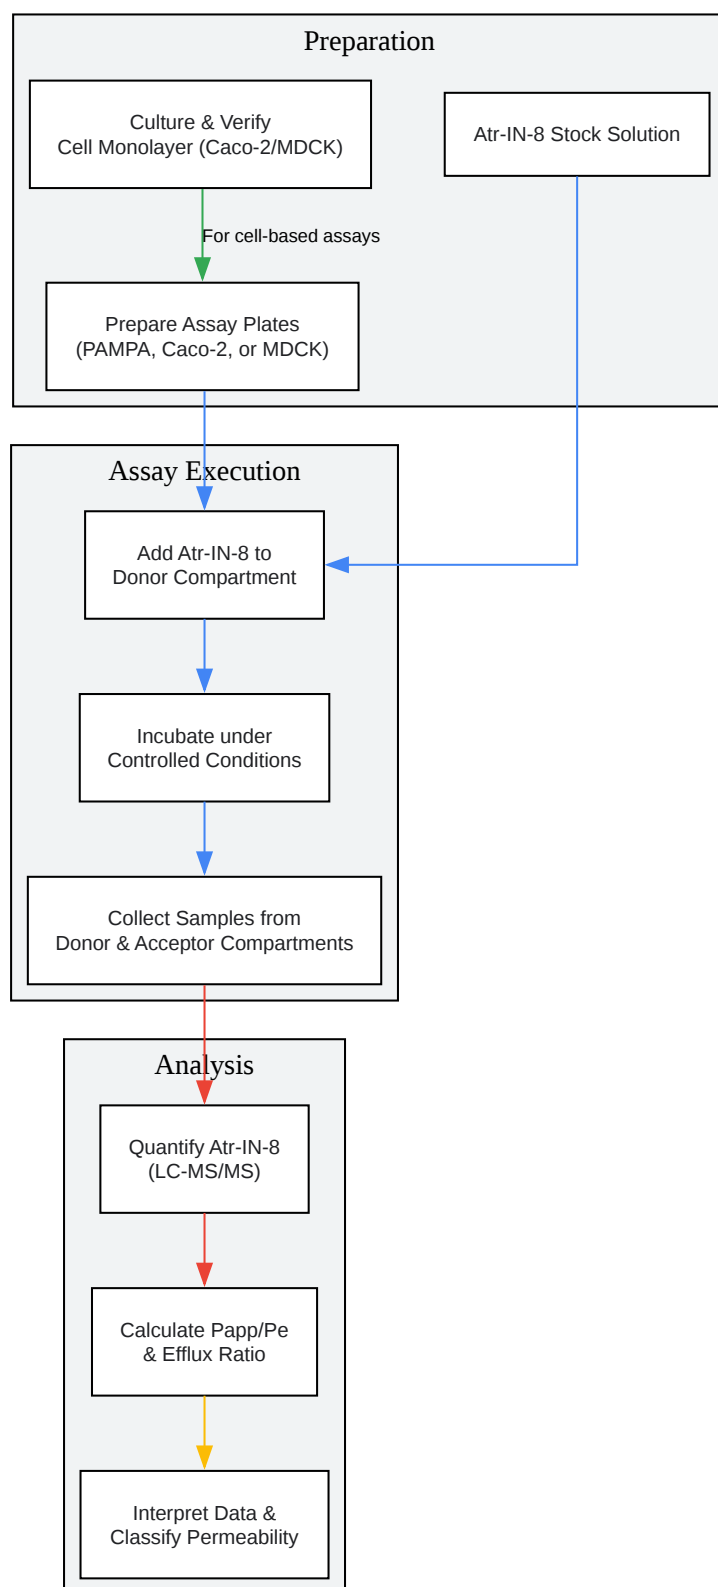 Preparation
Culture & Verify
Cell Monolayer (Caco-2/MDCK)
Atr-IN-8 Stock Solution
For cell-based assays
Prepare Assay Plates
(PAMPA, Caco-2, or MDCK)
Assay Execution
Add Atr-IN-8 to
Donor Compartment
Incubate under
Controlled Conditions
Collect Samples from
Donor & Acceptor Compartments
Analysis
Quantify Atr-IN-8
(LC-MS/MS)
Calculate Papp/Pe
& Efflux Ratio
Interpret Data &
Classify Permeability